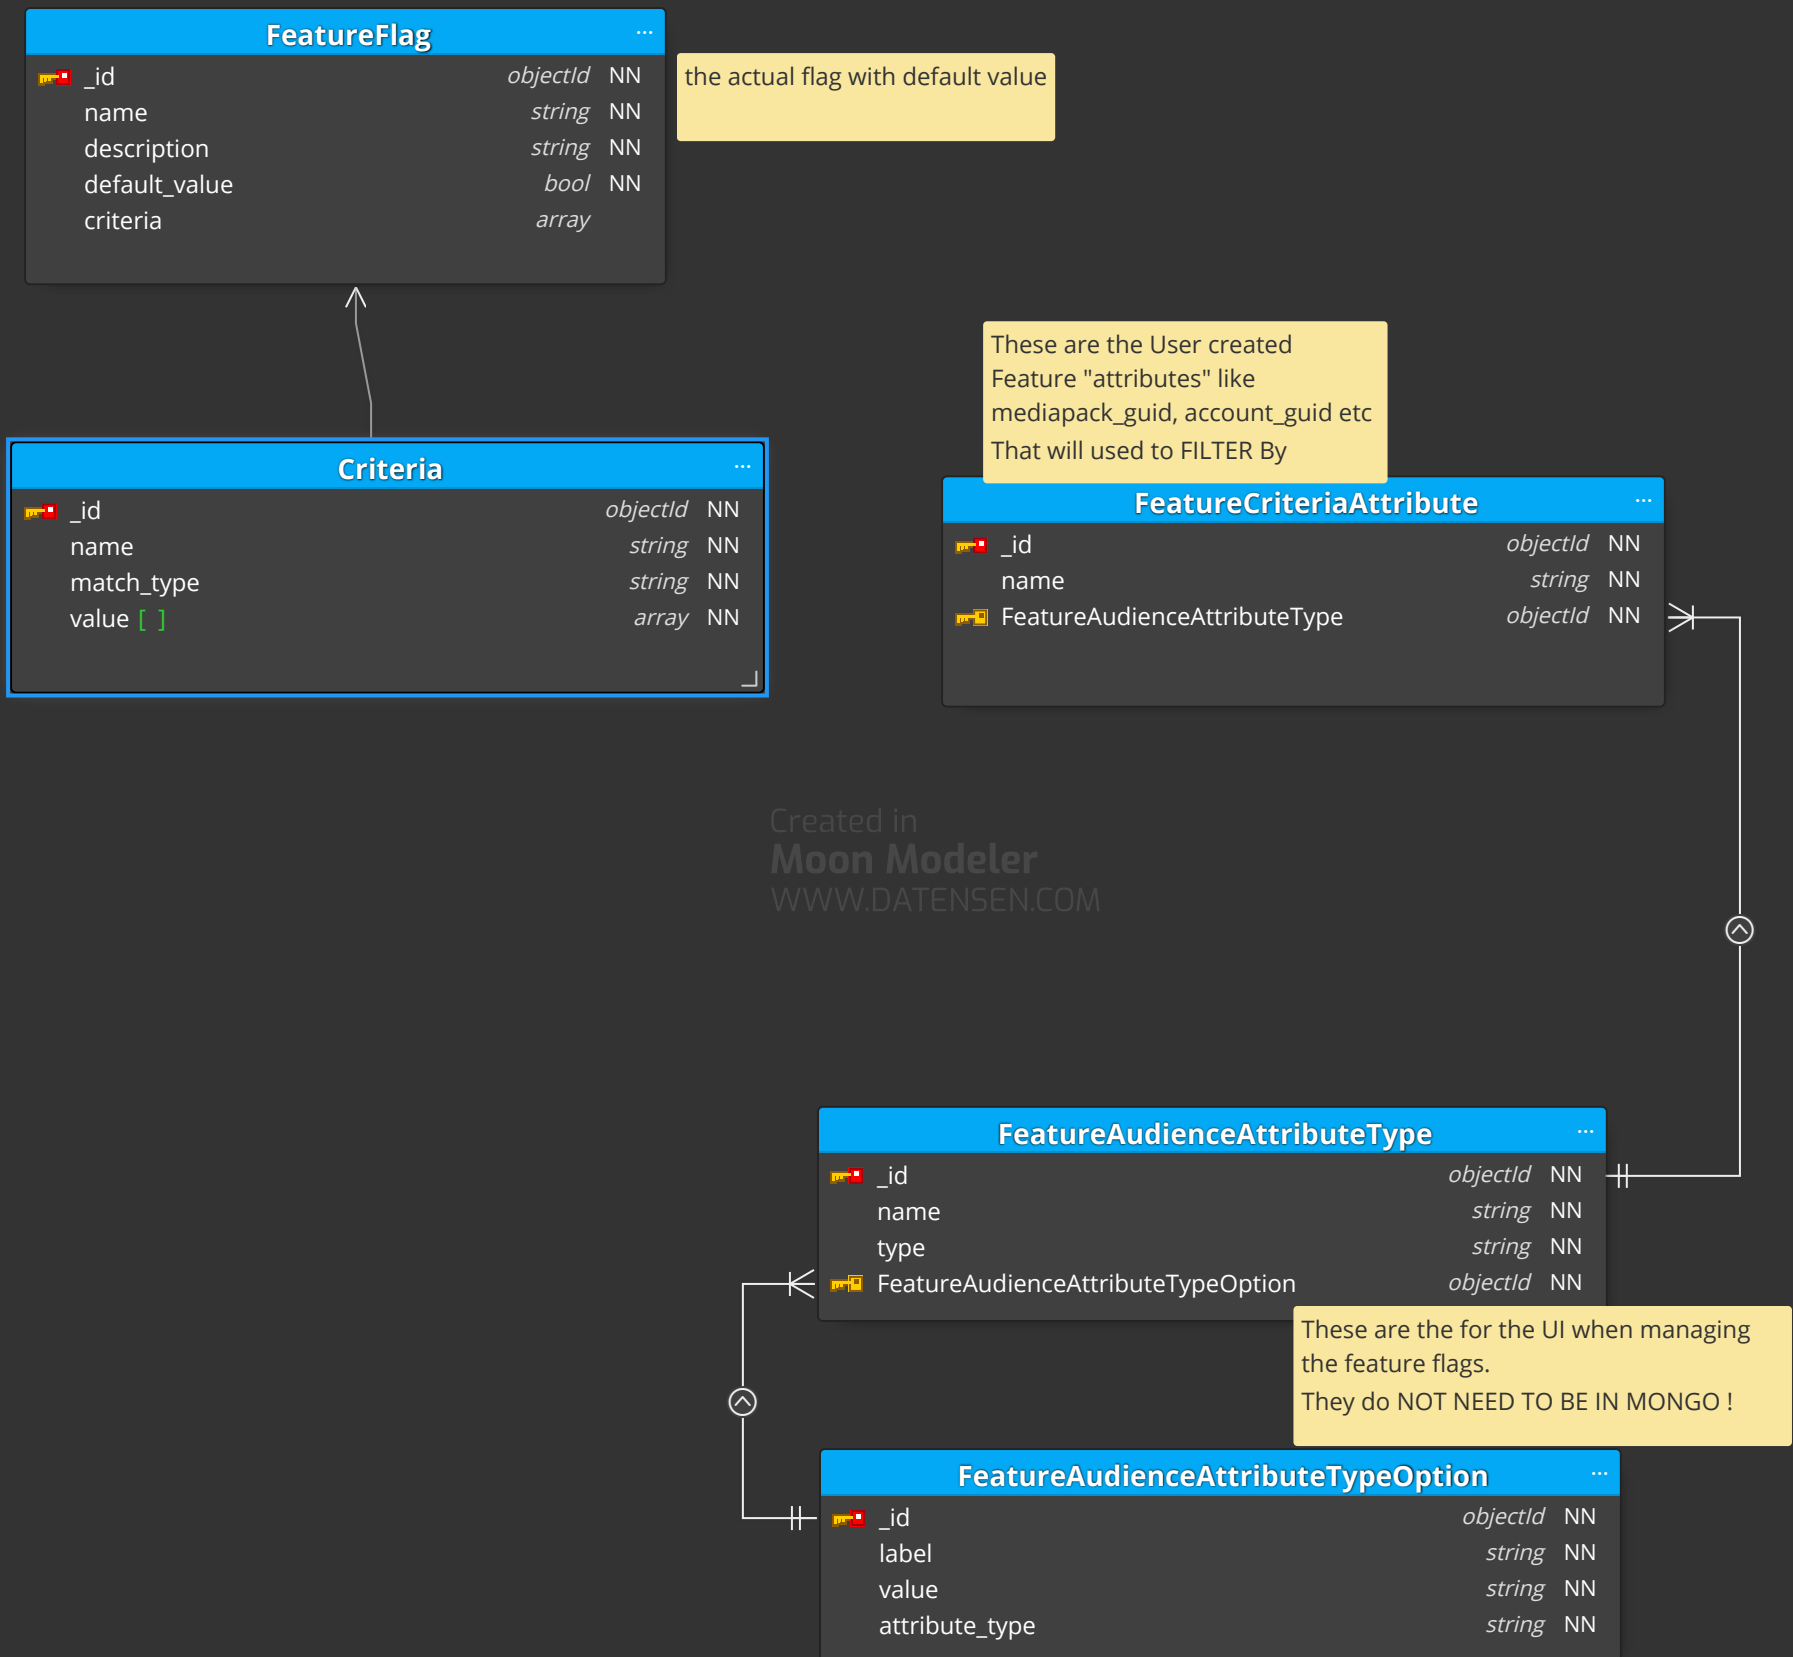 FeatureFlag ...
_id objectId NN
name string NN
description string NN
default_value bool NN
criteria array
the actual flag with default value
Criteria ...
_id objectId NN
name string NN
match_type string NN
value [ ] array NN
These are the User created
Feature "attributes" like
mediapack_guid, account_guid etc
That will used to FILTER By
FeatureCriteriaAttribute ...
_id objectId NN
name string NN
FeatureAudienceAttributeType objectId NN
Created in
Moon Modeler
WWW.DATENSEN.COM
FeatureAudienceAttributeType ...
_id objectId NN
name string NN
type string NN
FeatureAudienceAttributeTypeOption objectId NN
These are the for the UI when managing
the feature flags.
They do NOT NEED TO BE IN MONGO !
FeatureAudienceAttributeTypeOption ...
_id objectId NN
label string NN
value string NN
attribute_type string NN